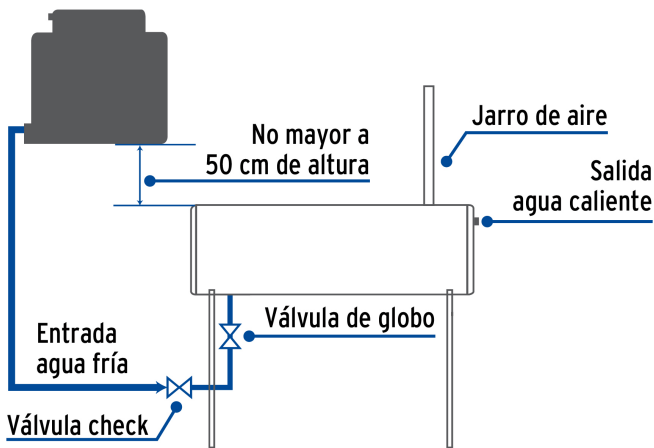 No mayor a
50 cm de altura
Jarro de aire
Salida
agua caliente
Válvula de globo
Entrada
agua fría
Válvula check